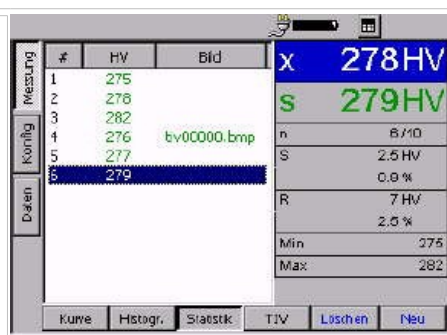 Messung
Konfig
Daten
# HV Bild
1 275
2 278
3 282
4 276 bv00000.bmp
5 277
6 279
x 278HV
s 279HV
n 6/10
S 2.5 HV
0.9 %
R 7 HV
2.5 %
Min 275
Max 282
Kurve Histogr. Statistik TIV Löschen Neu